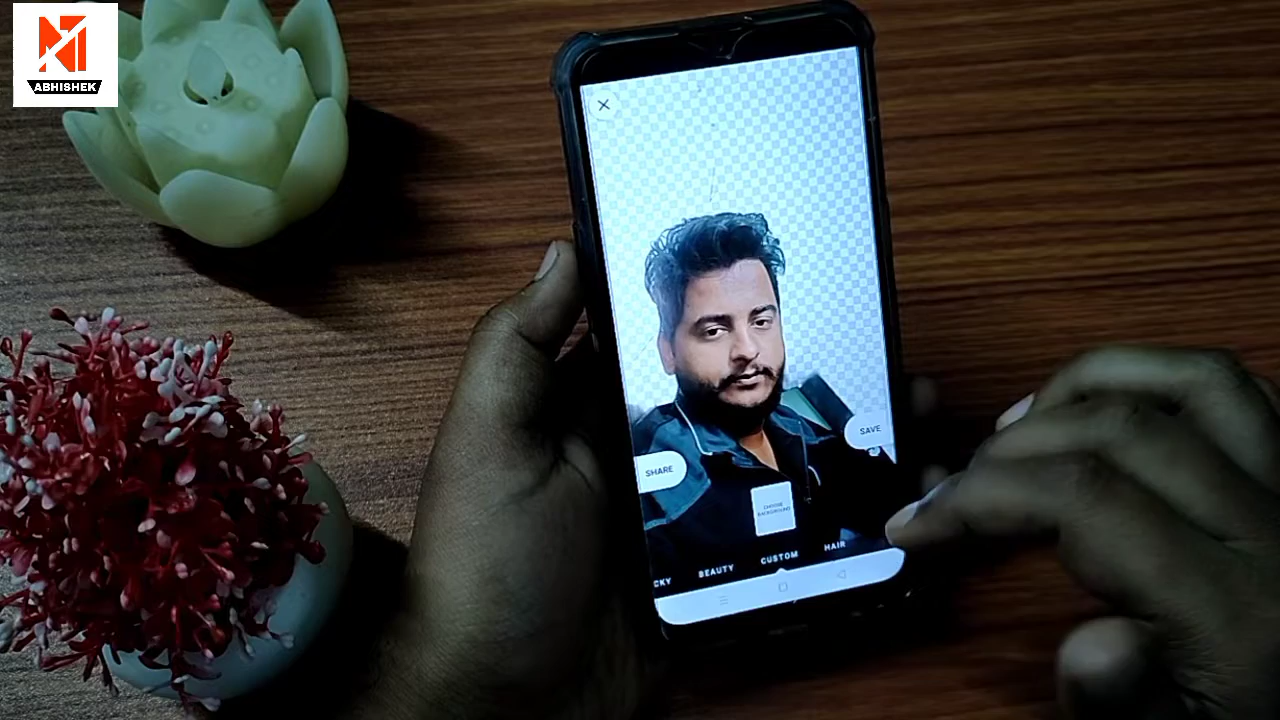 ABHISHEK
SAVE
SHARE
CHOOSE
BACKGROUND
CKY BEAUTY CUSTOM HAIR